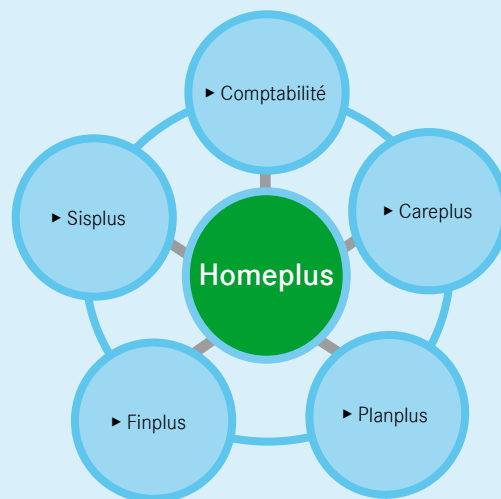 ▸ Comptabilité
▸ Sisplus
▸ Careplus
Homeplus
▸ Finplus
▸ Planplus